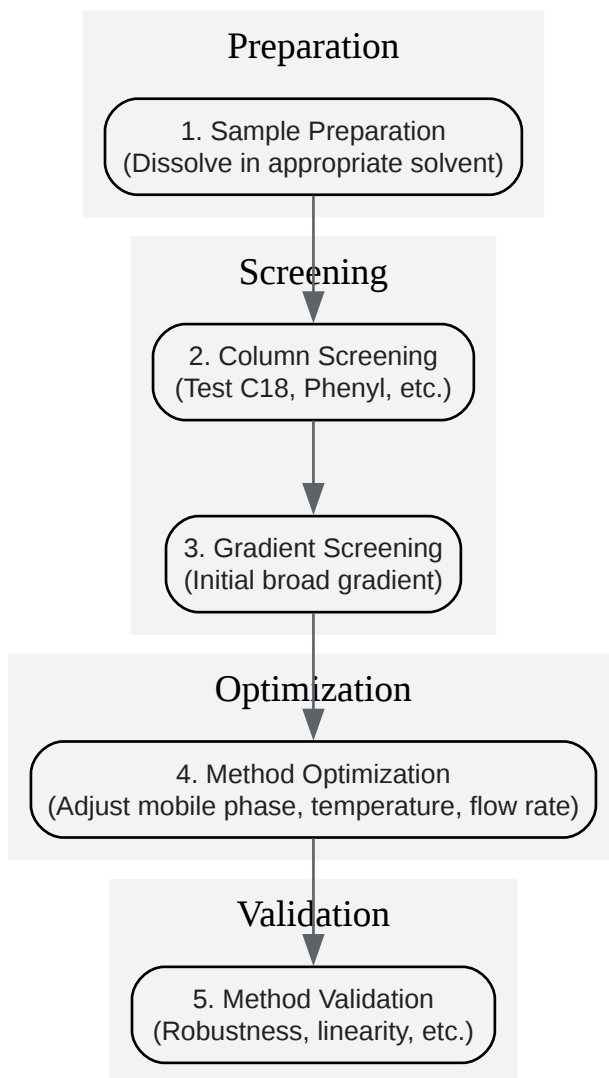 Preparation
1. Sample Preparation
(Dissolve in appropriate solvent)
Screening
2. Column Screening
(Test C18, Phenyl, etc.)
3. Gradient Screening
(Initial broad gradient)
Optimization
4. Method Optimization
(Adjust mobile phase, temperature, flow rate)
Validation
5. Method Validation
(Robustness, linearity, etc.)